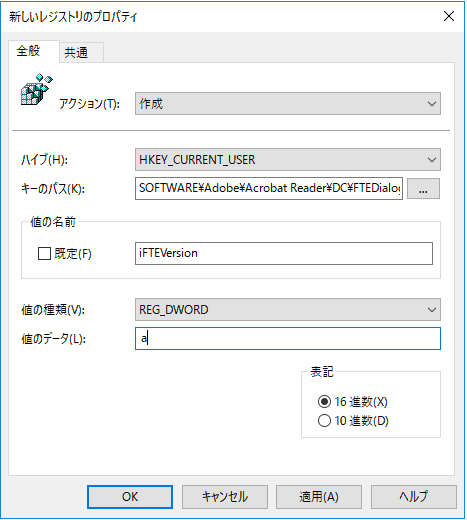 新しいレジストリのプロパティ
全般 共通
アクション(T): 作成
ハイブ(H): HKEY_CURRENT_USER
キーのパス(K): SOFTWARE¥Adobe¥Acrobat Reader¥DC¥FTEDialog ...
値の名前
既定(F) iFTEVersion
値の種類(V): REG_DWORD
値のデータ(L): a
表記
16 進数(X)
10 進数(D)
OK キャンセル 適用(A) ヘルプ